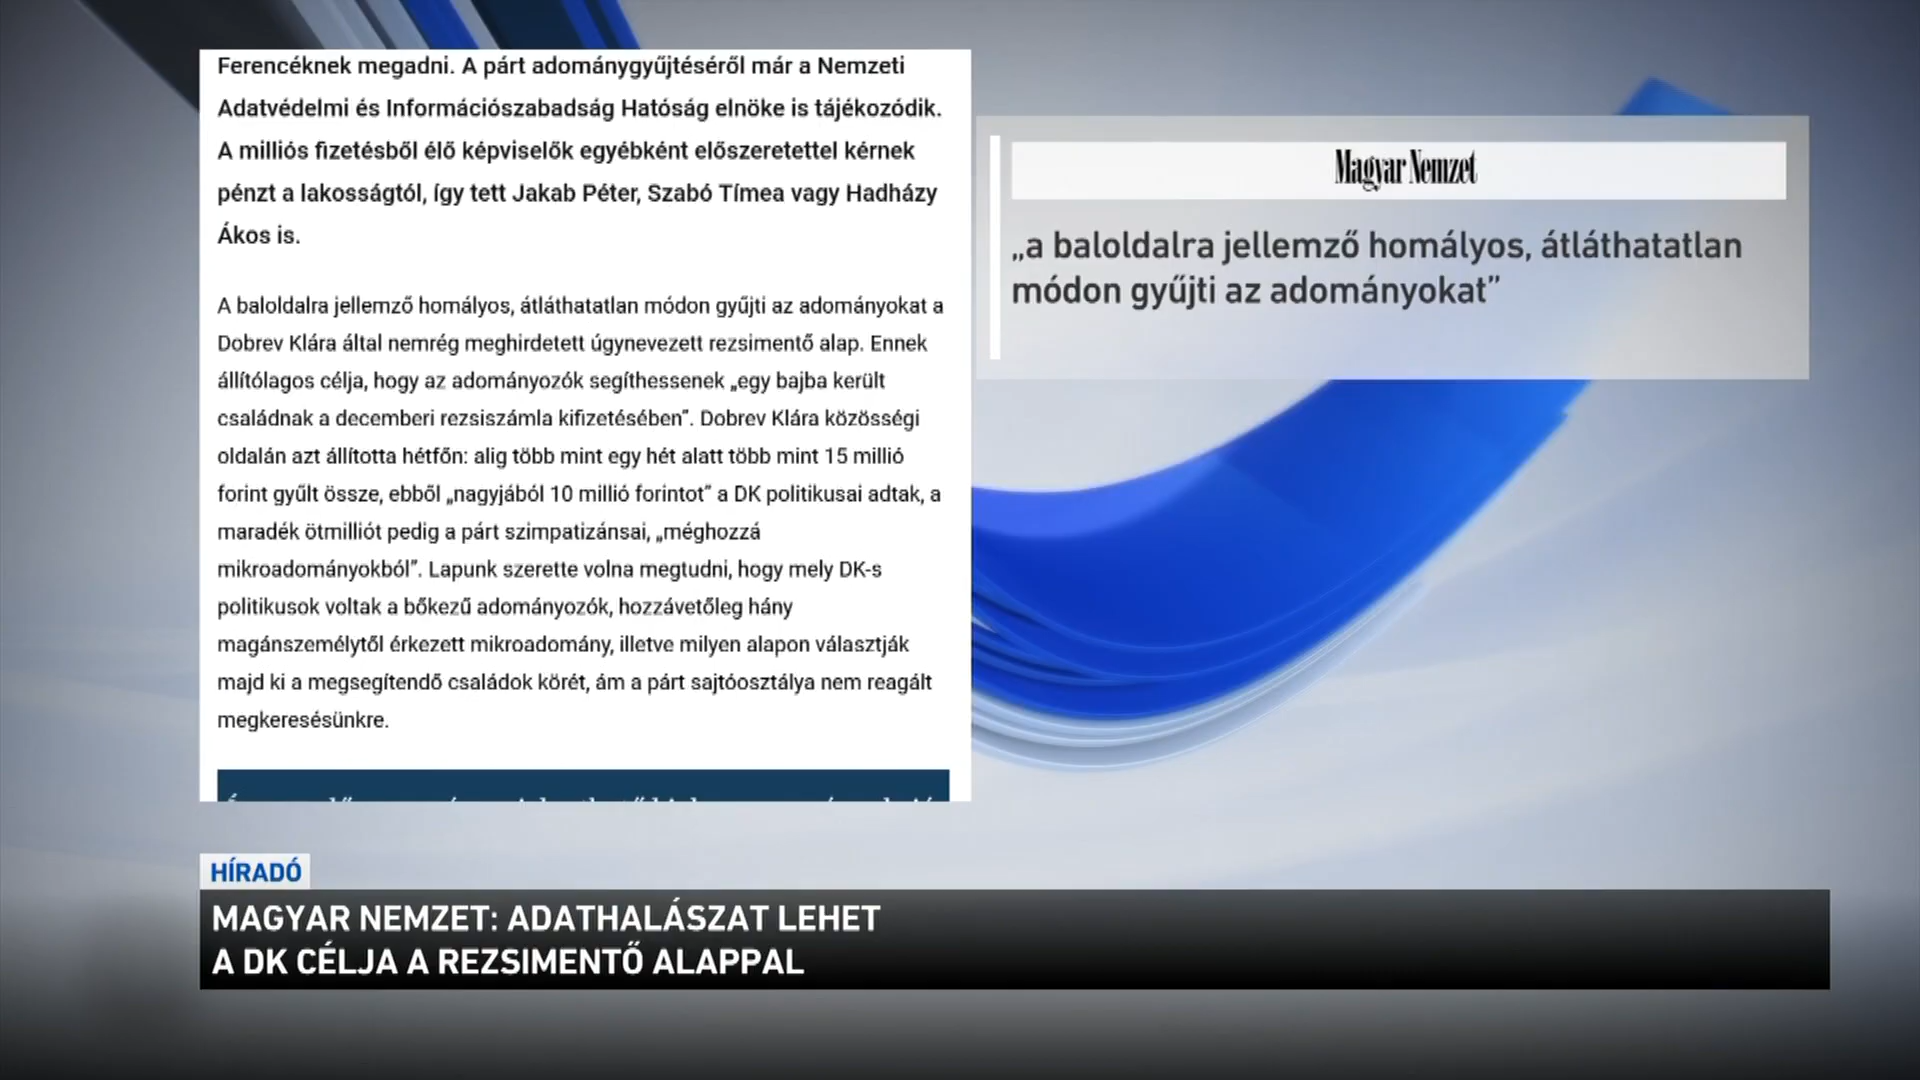 Ferencéknek megadni. A párt adománygyűjtéséről már a Nemzeti
Adatvédelmi és Információszabadság Hatóság elnöke is tájékozódik.
A milliós fizetésből élő képviselők egyébként előszeretettel kérnek
pénzt a lakosságtól, így tett Jakab Péter, Szabó Tímea vagy Hadházy
Ákos is.
A baloldalra jellemző homályos, átláthatatlan módon gyűjti az adományokat a
Dobrev Klára által nemrég meghirdetett úgynevezett rezsimentő alap. Ennek
állítólagos célja, hogy az adományozók segíthessenek „egy bajba került
családnak a decemberi rezsiszámla kifizetésében”. Dobrev Klára közösségi
oldalán azt állította hétfőn: alig több mint egy hét alatt több mint 15 millió
forint gyűlt össze, ebből „nagyjából 10 millió forintot” a DK politikusai adtak, a
maradék ötmilliót pedig a párt szimpatizánsai, „méghozzá
mikroadományokból”. Lapunk szerette volna megtudni, hogy mely DK-s
politikusok voltak a bőkezű adományozók, hozzávetőleg hány
magánszemélytől érkezett mikroadomány, illetve milyen alapon választják
majd ki a megsegítendő családok körét, ám a párt sajtóosztálya nem reagált
megkeresésünkre.
Magyar Nemzet
„a baloldalra jellemző homályos, átláthatatlan
módon gyűjti az adományokat”
HÍRADÓ
MAGYAR NEMZET: ADATHALÁSZAT LEHET
A DK CÉLJA A REZSIMENTŐ ALAPPAL